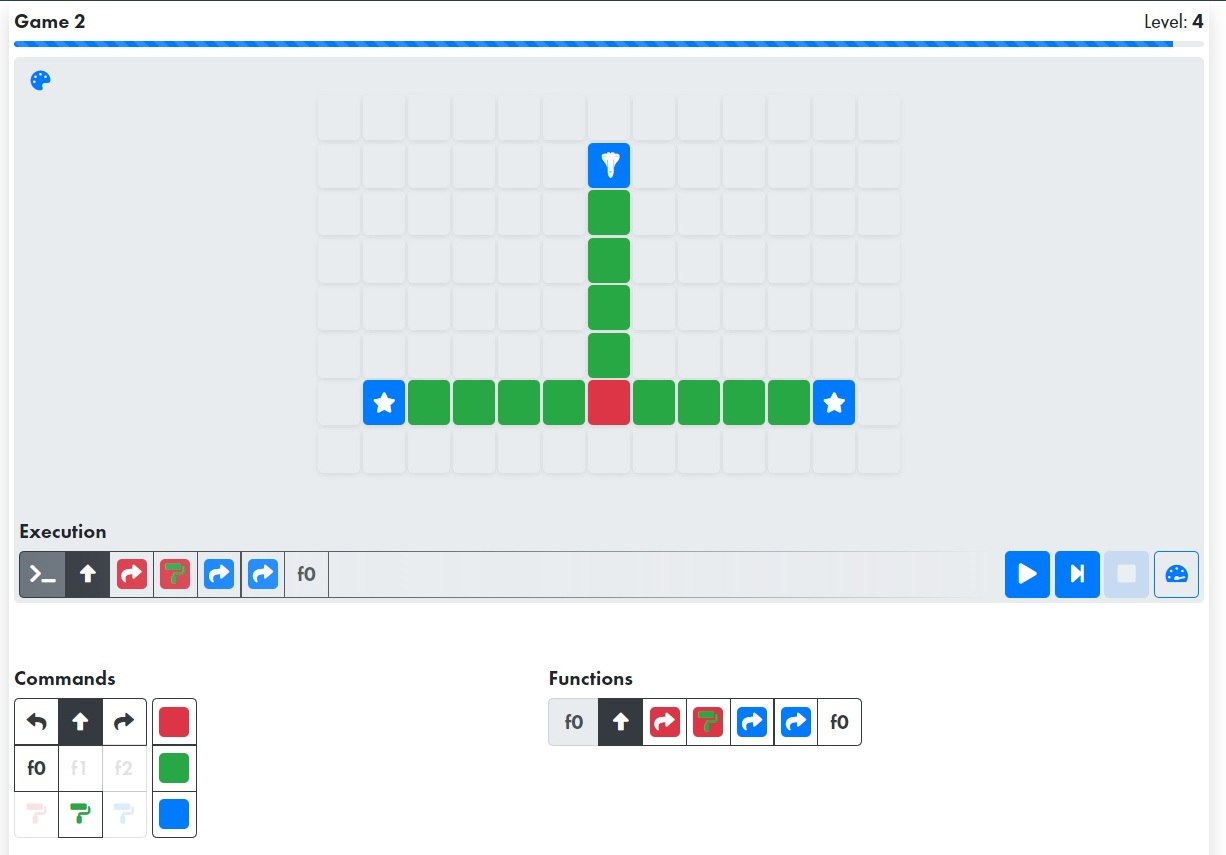 Game 2
Level: 4
Execution
f0
Commands
Functions
f0 f1 f2
f0 f0